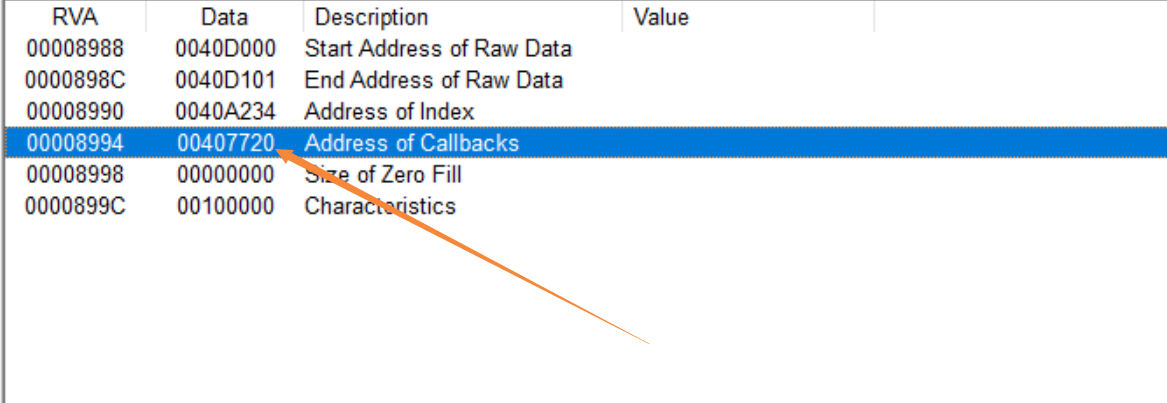 RVA Data Description Value
00008988 0040D000 Start Address of Raw Data
0000898C 0040D101 End Address of Raw Data
00008990 0040A234 Address of Index
00008994 00407720 Address of Callbacks
00008998 00000000 Size of Zero Fill
0000899C 00100000 Characteristics